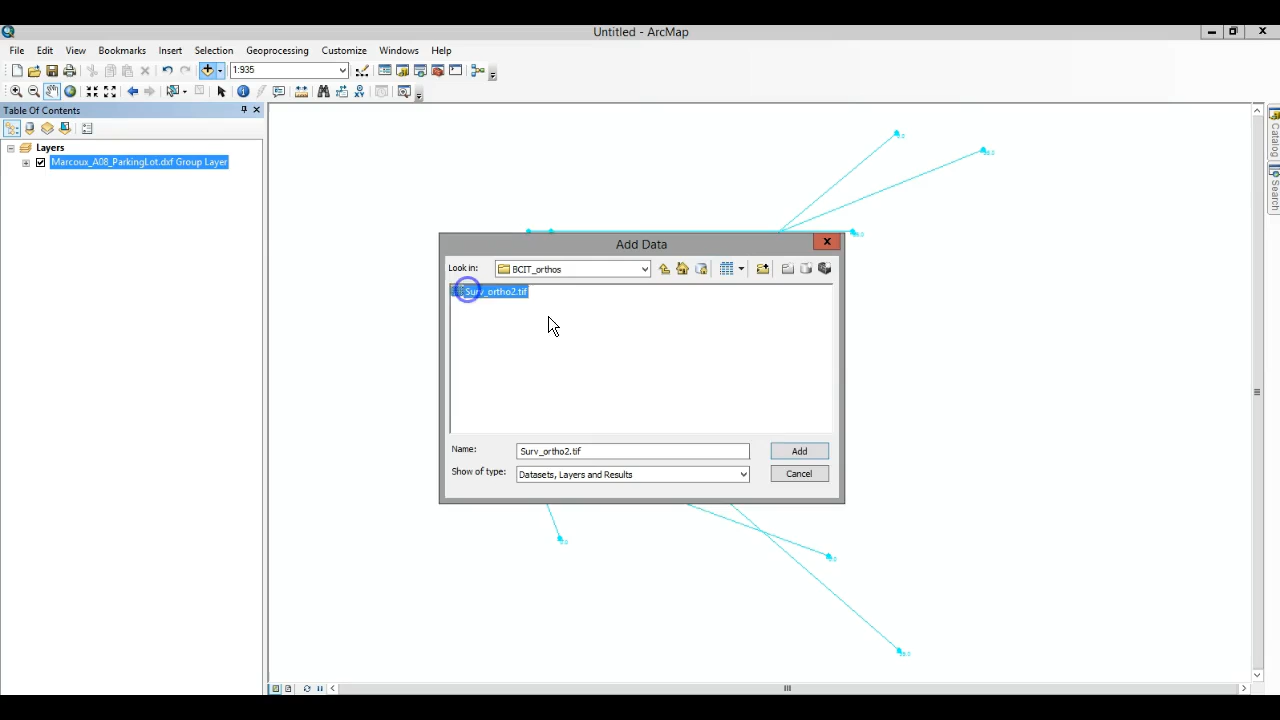 Untitled - ArcMap
File Edit View Bookmarks Insert Selection Geoprocessing Customize Windows Help
1:935
Table Of Contents
Layers
Marcoux_A08_ParkingLot.dxf Group Layer
Catalog
Search
Add Data
Look in: BCIT_orthos
Surv_ortho2.tif
Name: Surv_ortho2.tif
Add
Show of type: Datasets, Layers and Results
Cancel